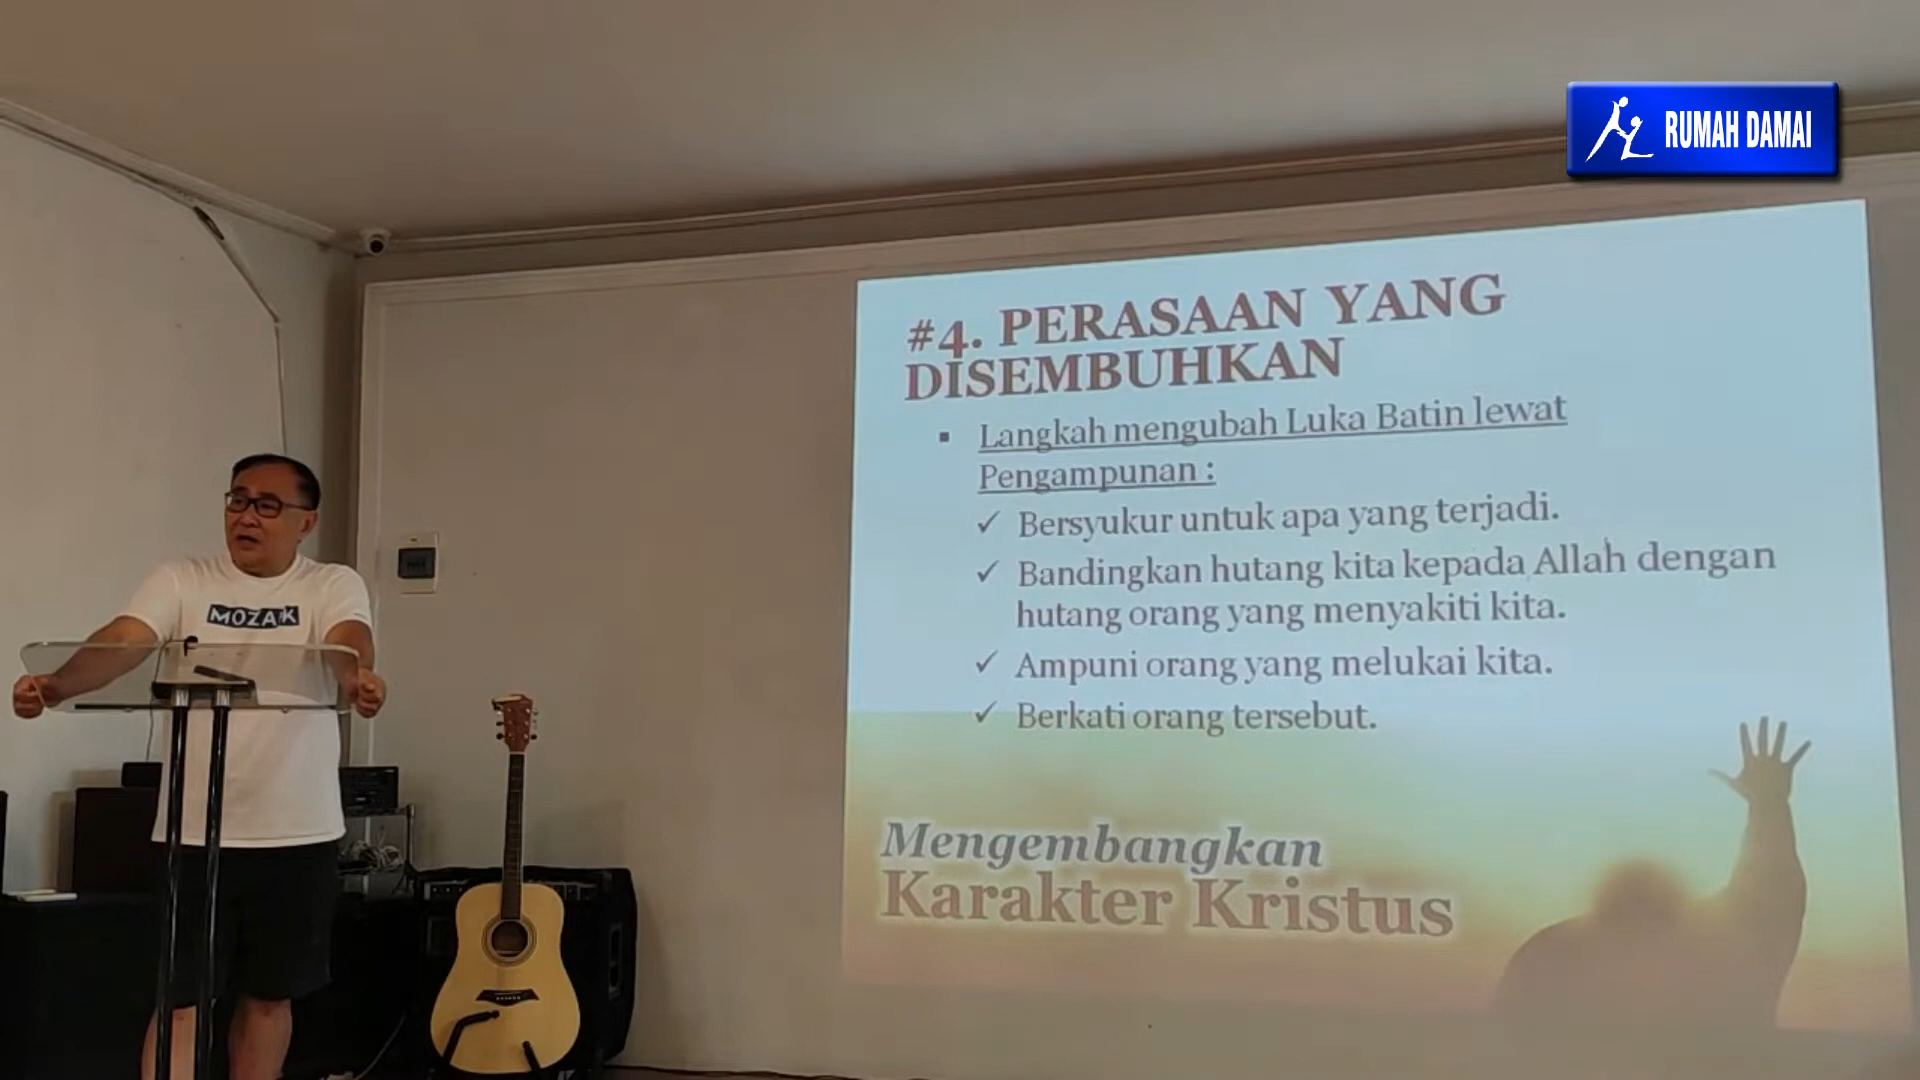 RUMAH DAMAI
#4. PERASAAN YANG
DISEMBUHKAN
▪ Langkah mengubah Luka Batin lewat
Pengampunan :
✓ Bersyukur untuk apa yang terjadi.
✓ Bandingkan hutang kita kepada Allah dengan
hutang orang yang menyakiti kita.
✓ Ampuni orang yang melukai kita.
✓ Berkati orang tersebut.
Mengembangkan
Karakter Kristus
MOZAIK